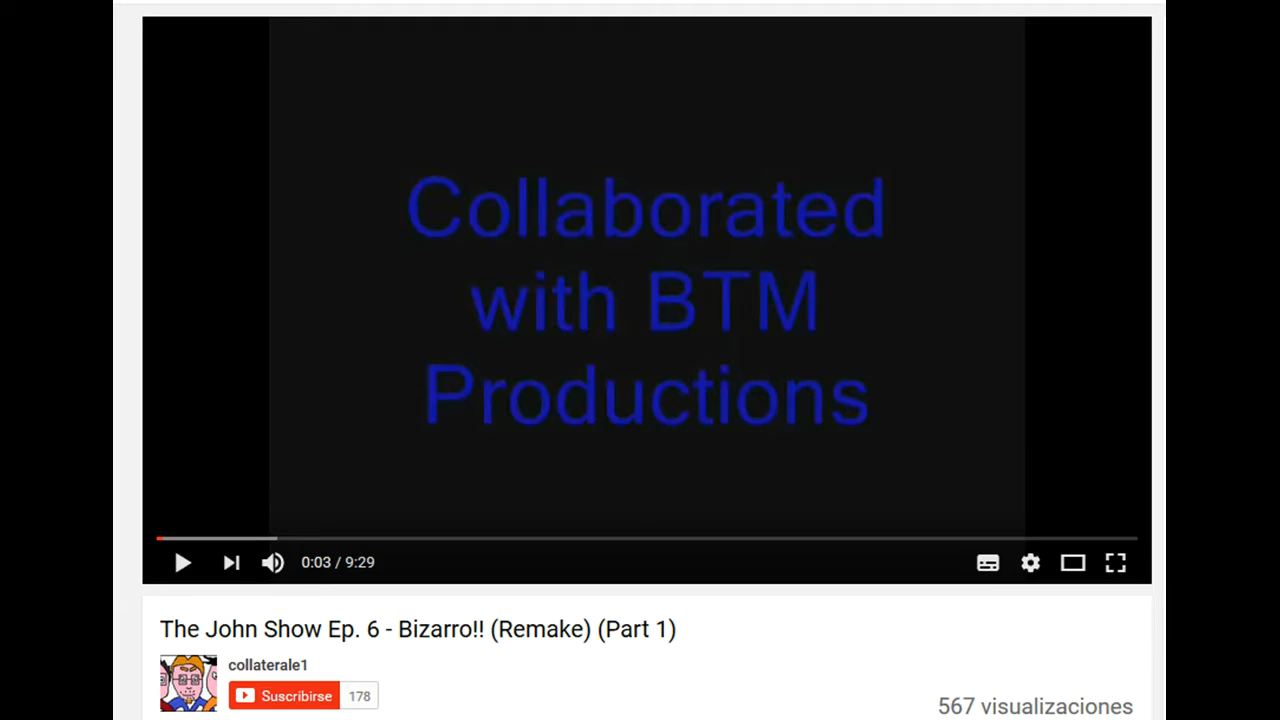 Collaborated
with BTM
Productions
0:03 / 9:29
The John Show Ep. 6 - Bizarro!! (Remake) (Part 1)
collaterale1
Suscribirse 178
567 visualizaciones